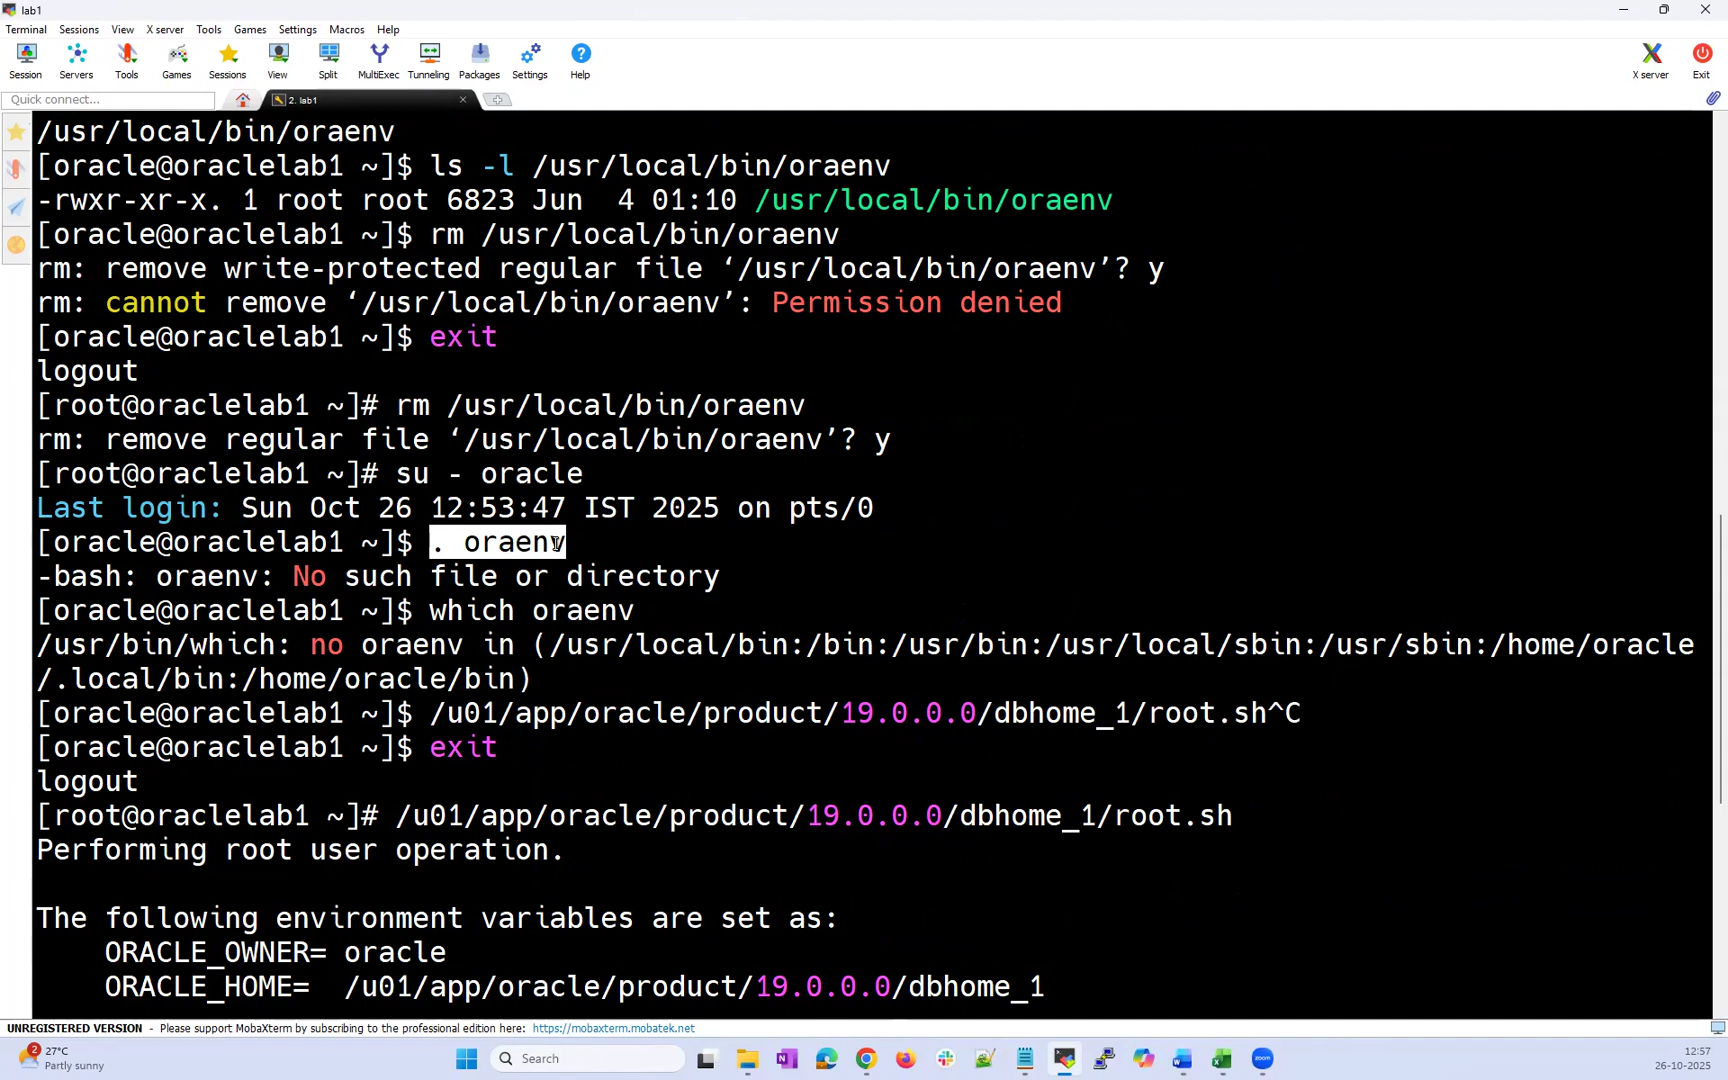 lab1
Terminal Sessions View X server Tools Games Settings Macros Help
Session Servers Tools Games Sessions View Split MultiExec Tunneling Packages Settings Help X server Exit
Quick connect... 2. lab1
/usr/local/bin/oraenv
[oracle@oraclelab1 ~]$ ls -l /usr/local/bin/oraenv
-rwxr-xr-x. 1 root root 6823 Jun  4 01:10 /usr/local/bin/oraenv
[oracle@oraclelab1 ~]$ rm /usr/local/bin/oraenv
rm: remove write-protected regular file ‘/usr/local/bin/oraenv’? y
rm: cannot remove ‘/usr/local/bin/oraenv’: Permission denied
[oracle@oraclelab1 ~]$ exit
logout
[root@oraclelab1 ~]# rm /usr/local/bin/oraenv
rm: remove regular file ‘/usr/local/bin/oraenv’? y
[root@oraclelab1 ~]# su - oracle
Last login: Sun Oct 26 12:53:47 IST 2025 on pts/0
[oracle@oraclelab1 ~]$ . oraenv
-bash: oraenv: No such file or directory
[oracle@oraclelab1 ~]$ which oraenv
/usr/bin/which: no oraenv in (/usr/local/bin:/bin:/usr/bin:/usr/local/sbin:/usr/sbin:/home/oracle
/.local/bin:/home/oracle/bin)
[oracle@oraclelab1 ~]$ /u01/app/oracle/product/19.0.0.0/dbhome_1/root.sh^C
[oracle@oraclelab1 ~]$ exit
logout
[root@oraclelab1 ~]# /u01/app/oracle/product/19.0.0.0/dbhome_1/root.sh
Performing root user operation.
The following environment variables are set as:
    ORACLE_OWNER= oracle
    ORACLE_HOME=  /u01/app/oracle/product/19.0.0.0/dbhome_1
UNREGISTERED VERSION - Please support MobaXterm by subscribing to the professional edition here: https://mobaxterm.mobatek.net
2 27°C
Partly sunny
Search
zoom
12:57
26-10-2025